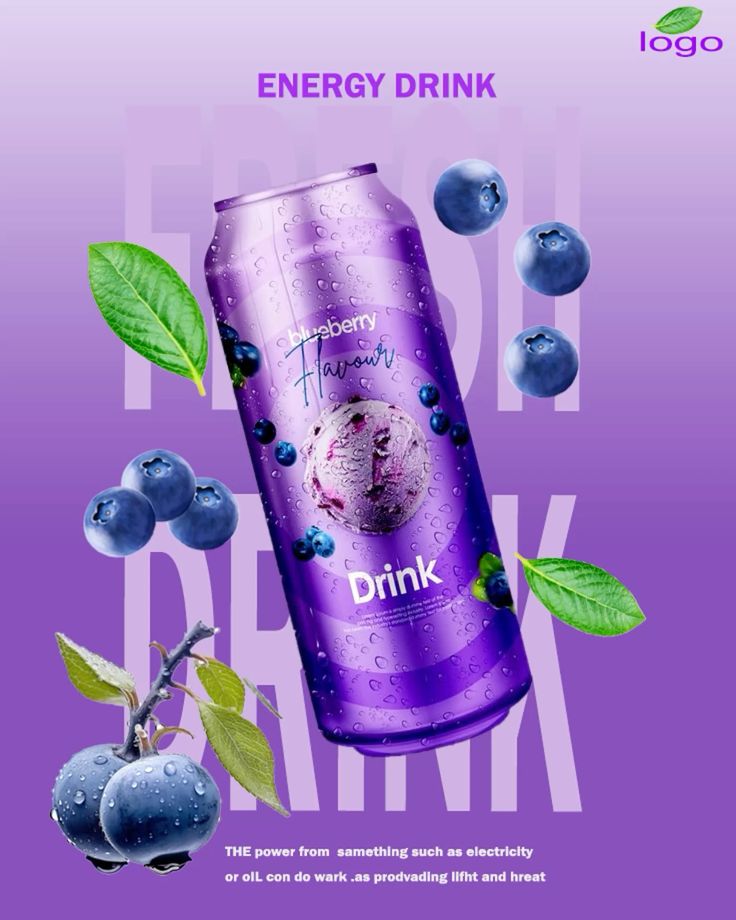 logo
ENERGY DRINK
FRESH
blueberry
Flavour
Drink
DRINK
THE power from samething such as electricity
or oIL con do wark .as prodvading lifht and hreat